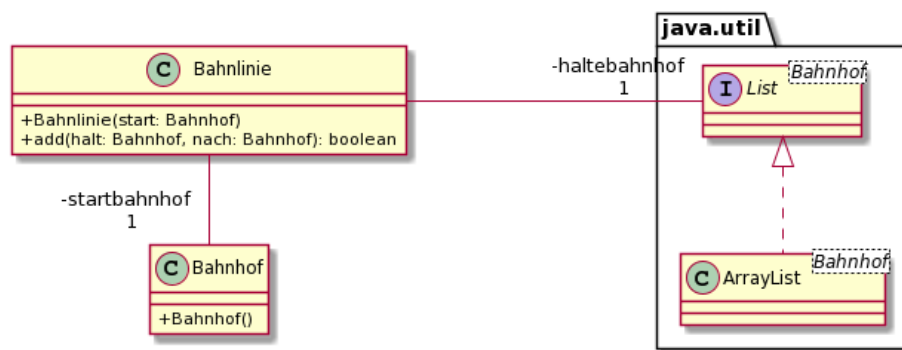 java.util
C Bahnlinie
+Bahnlinie(start: Bahnhof)
+add(halt: Bahnhof, nach: Bahnhof): boolean
-haltebahnhof
1
Bahnhof
I List
-startbahnhof
1
C Bahnhof
+Bahnhof()
Bahnhof
C ArrayList